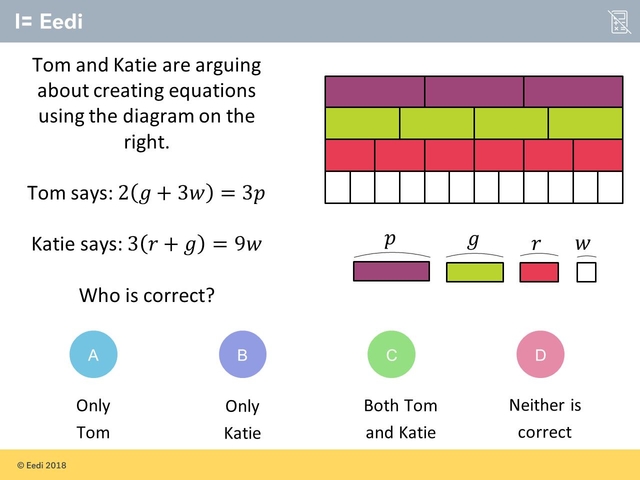 I= Eedi
Tom and Katie are arguing
about creating equations
using the diagram on the
right.
Tom says: 2(g + 3w) = 3p
Katie says: 3(r + g) = 9w
Who is correct?
p g r w
A B C D
Only Only Both Tom Neither is
Tom Katie and Katie correct
© Eedi 2018